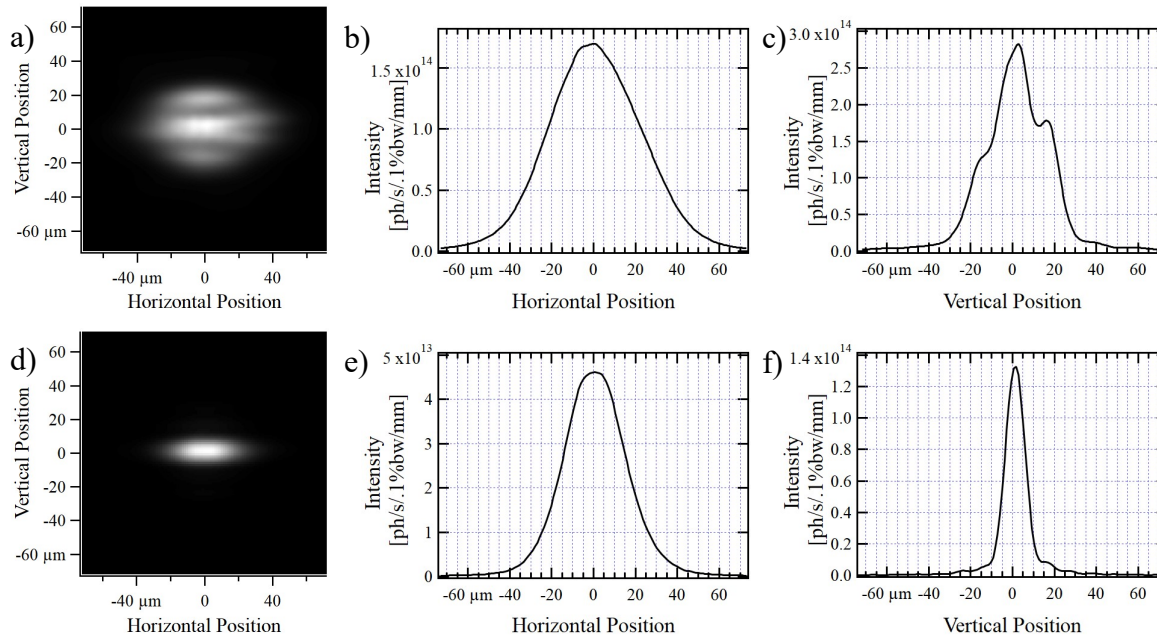 a)
60
40
20
0
-20
-40
-60 µm
Vertical Position
-40 µm
0
40
Horizontal Position
b)
1.5 x10^14
1.0
0.5
0.0
Intensity
[ph/s/.1%bw/mm]
-60 µm -40 -20 0 20 40 60
Horizontal Position
c)
3.0 x10^14
2.5
2.0
1.5
1.0
0.5
0.0
Intensity
[ph/s/.1%bw/mm]
-60 µm -40 -20 0 20 40 60
Vertical Position
d)
60
40
20
0
-20
-40
-60 µm
Vertical Position
-40 µm
0
40
Horizontal Position
e)
5 x10^13
4
3
2
1
0
Intensity
[ph/s/.1%bw/mm]
-60 µm -40 -20 0 20 40 60
Horizontal Position
f)
1.4 x10^14
1.2
1.0
0.8
0.6
0.4
0.2
0.0
Intensity
[ph/s/.1%bw/mm]
-60 µm -40 -20 0 20 40 60
Vertical Position